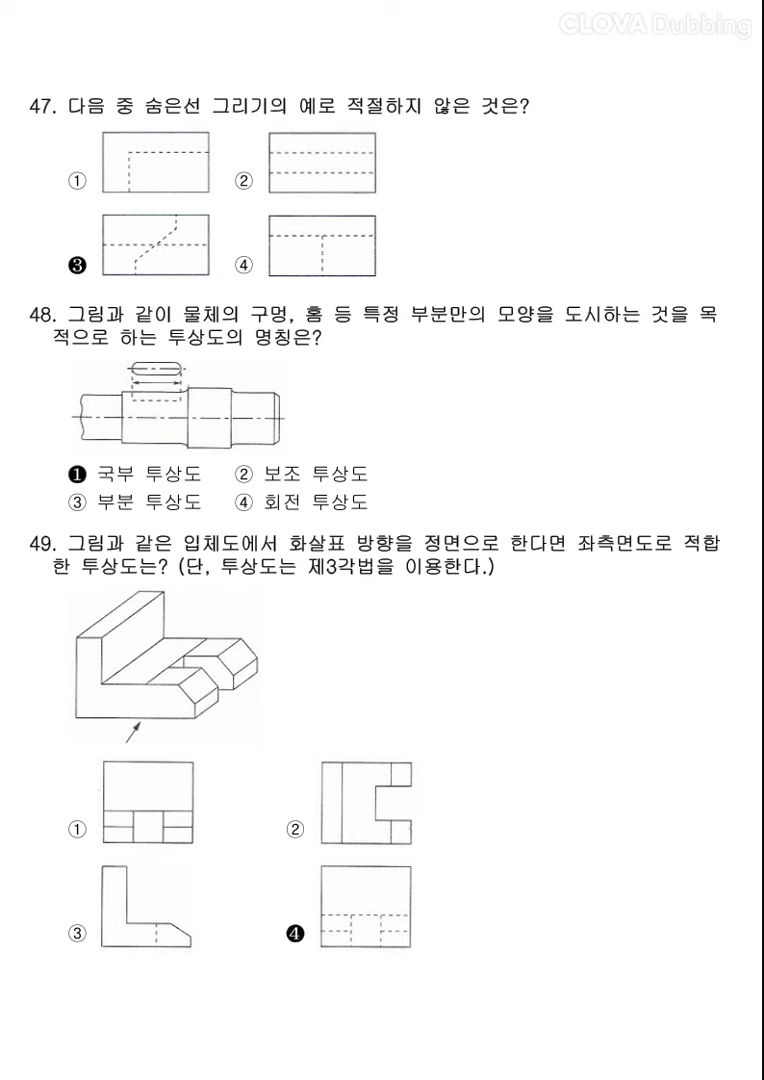 CLOVA Dubbing
47. 다음 중 숨은선 그리기의 예로 적절하지 않은 것은?
① ②
❸ ④
48. 그림과 같이 물체의 구멍, 홈 등 특정 부분만의 모양을 도시하는 것을 목
적으로 하는 투상도의 명칭은?
❶ 국부 투상도 ② 보조 투상도
③ 부분 투상도 ④ 회전 투상도
49. 그림과 같은 입체도에서 화살표 방향을 정면으로 한다면 좌측면도로 적합
한 투상도는? (단, 투상도는 제3각법을 이용한다.)
① ②
③ ❹